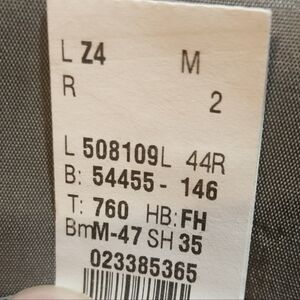 L Z4 M
R 2
L 508109L 44R
B: 54455- 146
T: 760 HB: FH
BmM-47 SH 35
023385365